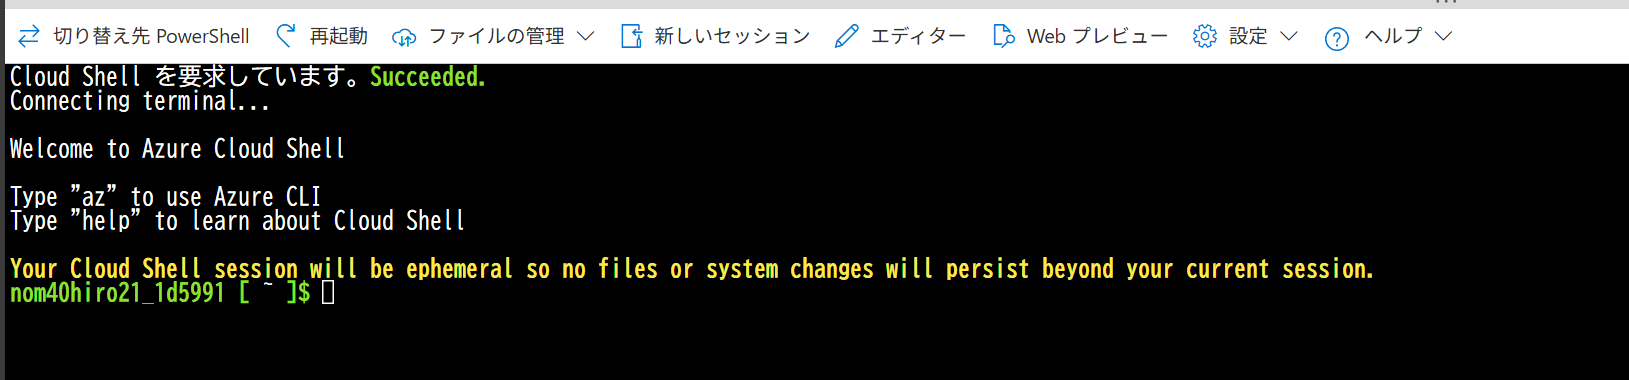 切り替え先 PowerShell 再起動 ファイルの管理 新しいセッション エディター Web プレビュー 設定 ヘルプ
Cloud Shell を要求しています。Succeeded.
Connecting terminal...
Welcome to Azure Cloud Shell
Type "az" to use Azure CLI
Type "help" to learn about Cloud Shell
Your Cloud Shell session will be ephemeral so no files or system changes will persist beyond your current session.
nom40hiro21_1d5991 [ ~ ]$